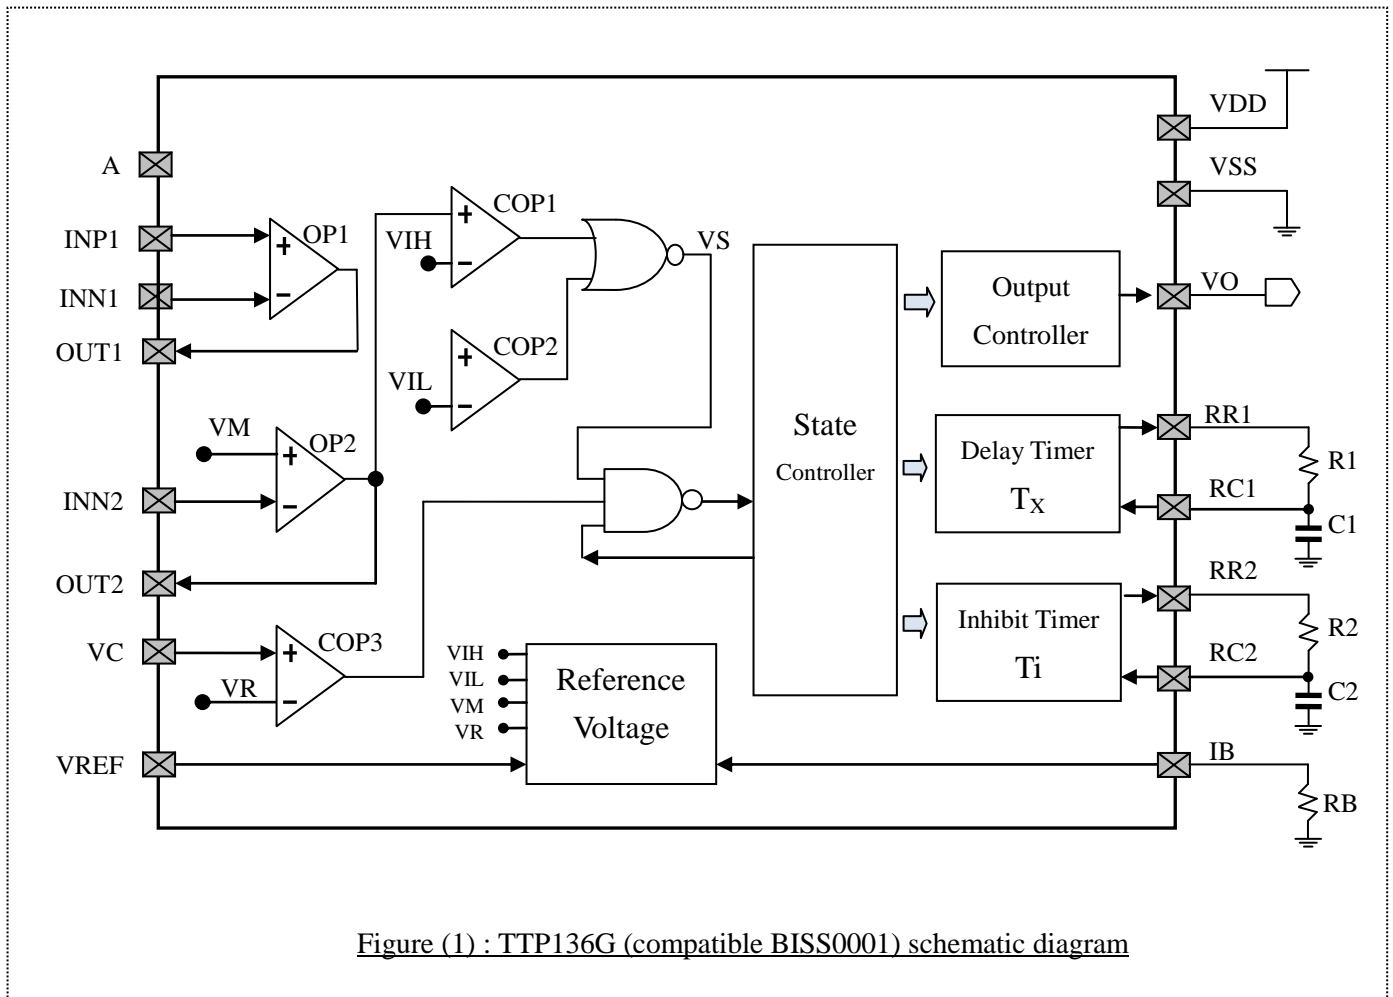 VDD
VSS
A
INP1
OP1
INN1
OUT1
COP1
VIH
VS
COP2
VIL
Output
Controller
VO
VM
OP2
INN2
OUT2
State
Controller
Delay Timer
TX
RR1
R1
RC1
C1
VC
COP3
VR
VREF
VIH
VIL
VM
VR
Reference
Voltage
Inhibit Timer
Ti
RR2
R2
RC2
C2
IB
RB
Figure (1) : TTP136G (compatible BISS0001) schematic diagram